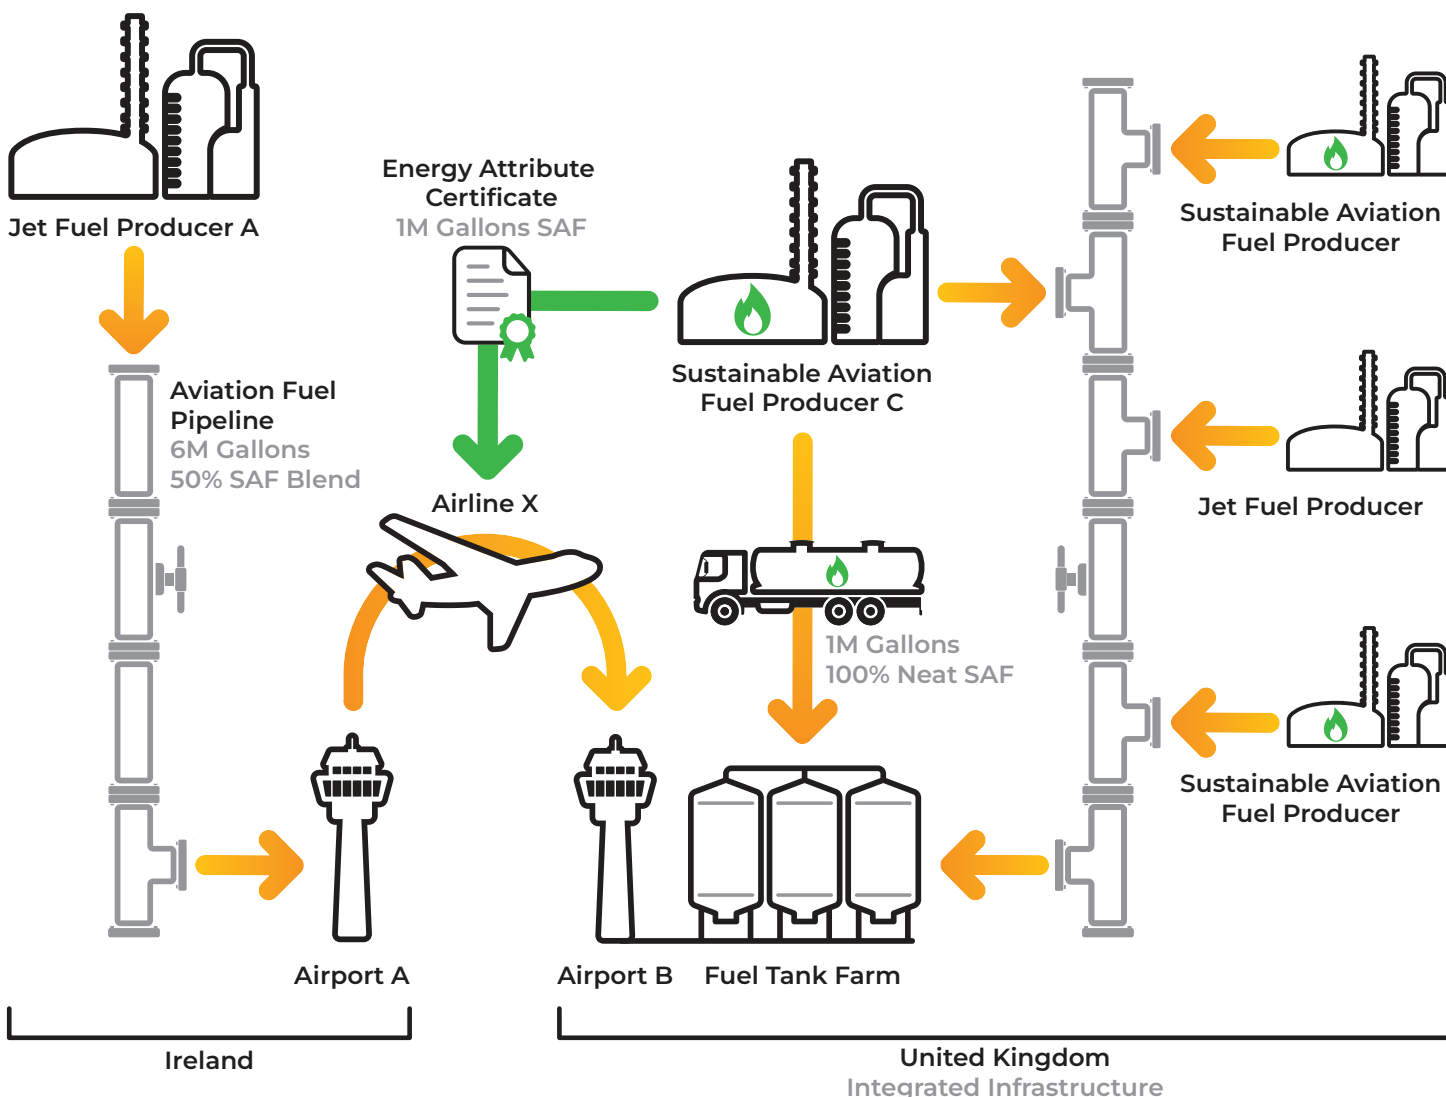 Jet Fuel Producer A
Energy Attribute
Certificate
1M Gallons SAF
Sustainable Aviation
Fuel Producer
Aviation Fuel
Pipeline
6M Gallons
50% SAF Blend
Sustainable Aviation
Fuel Producer C
Airline X
Jet Fuel Producer
1M Gallons
100% Neat SAF
Sustainable Aviation
Fuel Producer
Airport A
Airport B
Fuel Tank Farm
Ireland
United Kingdom
Integrated Infrastructure